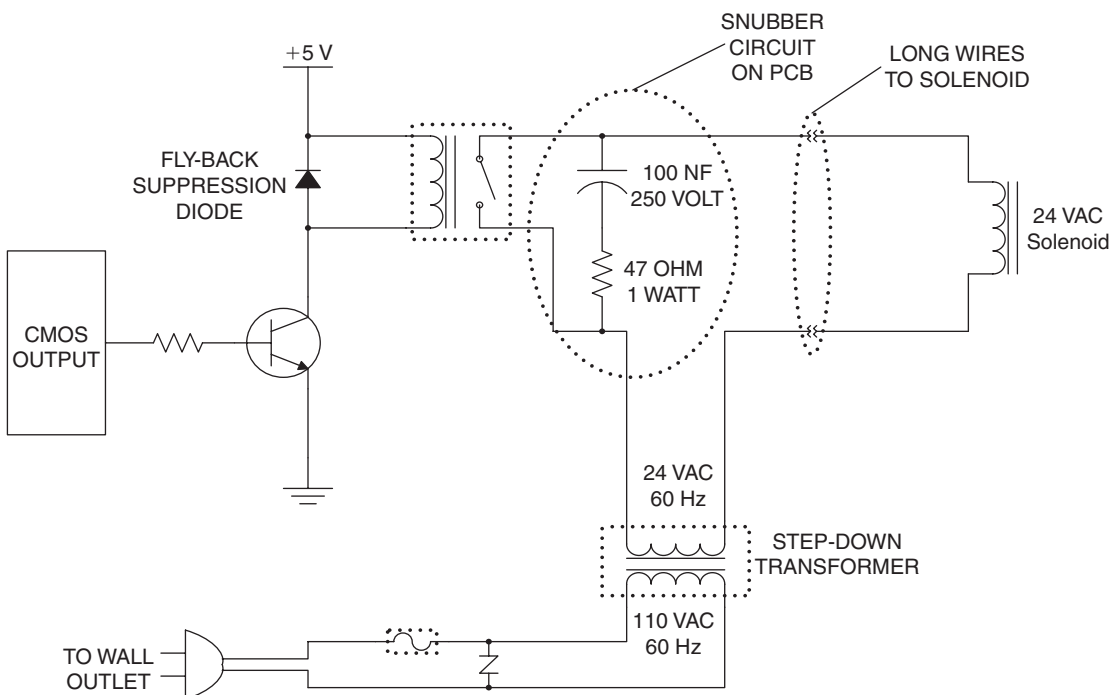 SNUBBER
CIRCUIT
ON PCB
LONG WIRES
TO SOLENOID
+5 V
FLY-BACK
SUPPRESSION
DIODE
100 NF
250 VOLT
24 VAC
Solenoid
47 OHM
1 WATT
CMOS
OUTPUT
24 VAC
60 Hz
STEP-DOWN
TRANSFORMER
110 VAC
60 Hz
TO WALL
OUTLET